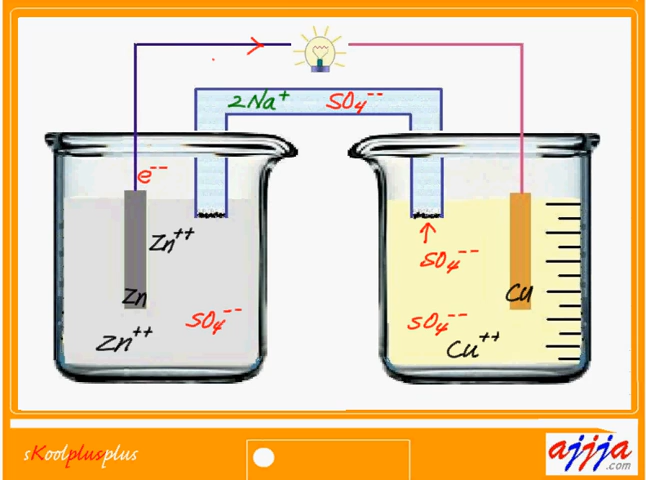 2Na⁺ SO₄⁻⁻
e⁻⁻
Zn⁺⁺
SO₄⁻⁻
Zn Cu
SO₄⁻⁻ SO₄⁻⁻
Zn⁺⁺ Cu⁺⁺
sKoolplusplus
ajjja
.com